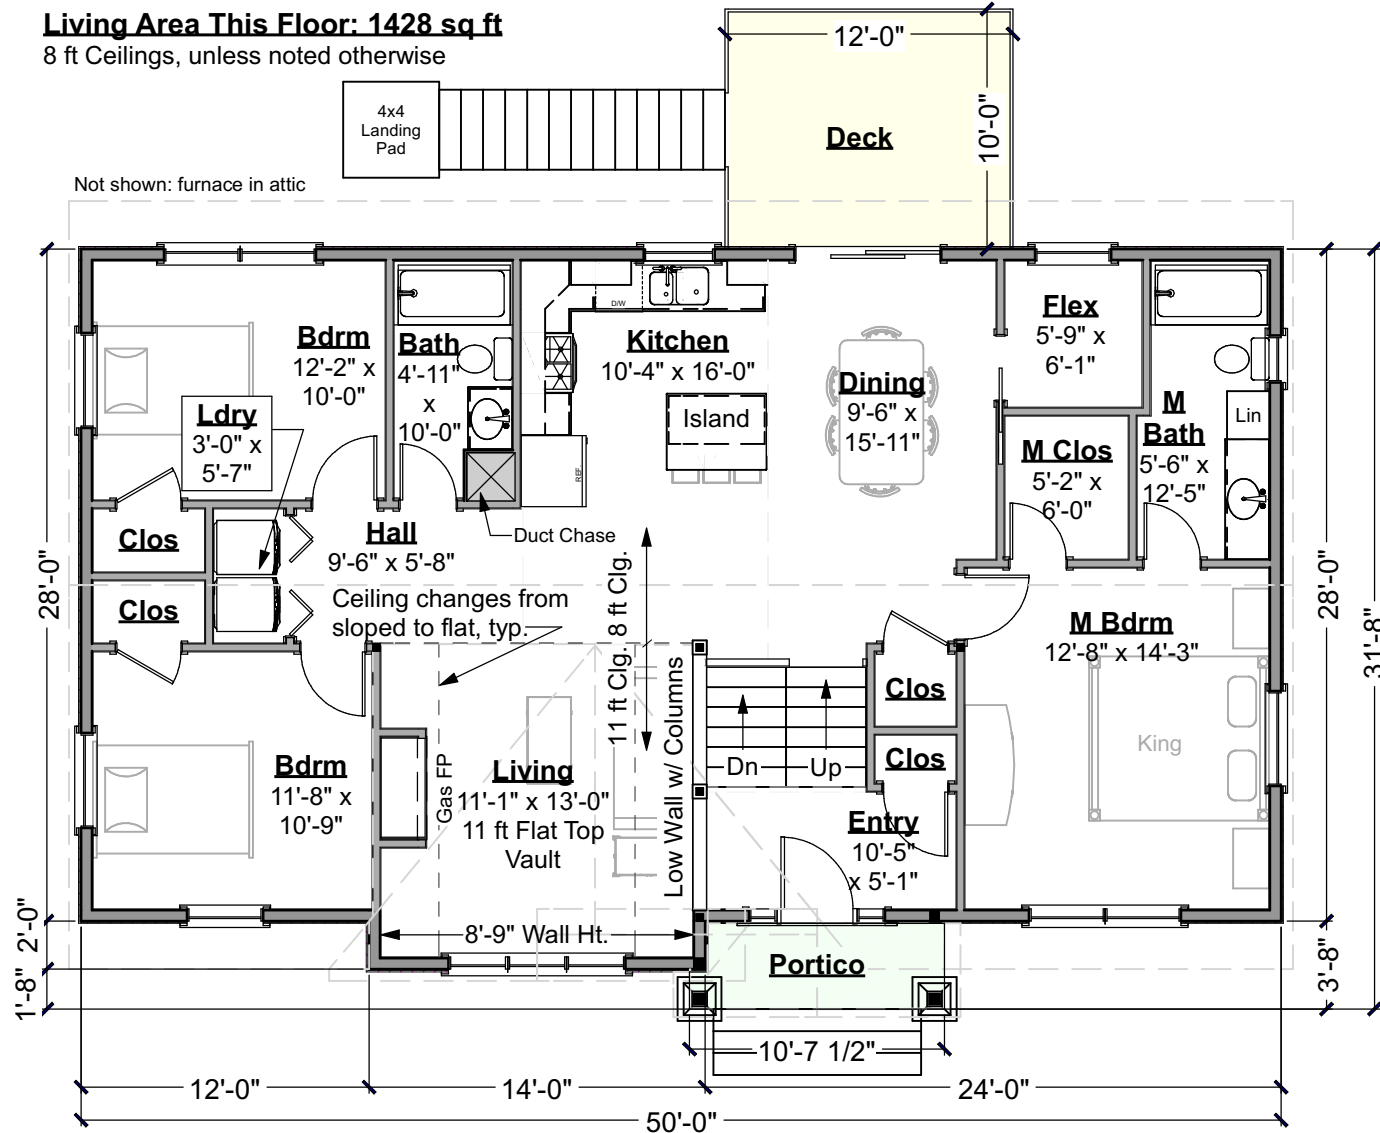 Living Area This Floor: 1428 sq ft
8 ft Ceilings, unless noted otherwise
12'-0"
10'-0"
Deck
4x4
Landing
Pad
Not shown: furnace in attic
Bdrm
12'-2" x
10'-0"
Bath
4'-11"
x
10'-0"
D/W
Kitchen
10'-4" x 16'-0"
Island
REF.
Dining
9'-6" x
15'-11"
Flex
5'-9" x
6'-1"
M
Bath
5'-6" x
12'-5"
Lin
M Clos
5'-2" x
6'-0"
Ldry
3'-0" x
5'-7"
Clos
Clos
Hall
9'-6" x 5'-8"
Duct Chase
Ceiling changes from
sloped to flat, typ.
11 ft Clg.
8 ft Clg.
Low Wall w/ Columns
M Bdrm
12'-8" x 14'-3"
King
Clos
Clos
Dn
Up
Bdrm
11'-8" x
10'-9"
Gas FP
Living
11'-1" x 13'-0"
11 ft Flat Top
Vault
Entry
10'-5"
x 5'-1"
8'-9" Wall Ht.
Portico
28'-0"
2'-0"
1'-8"
28'-0"
31'-8"
3'-8"
10'-7 1/2"
12'-0"
14'-0"
24'-0"
50'-0"